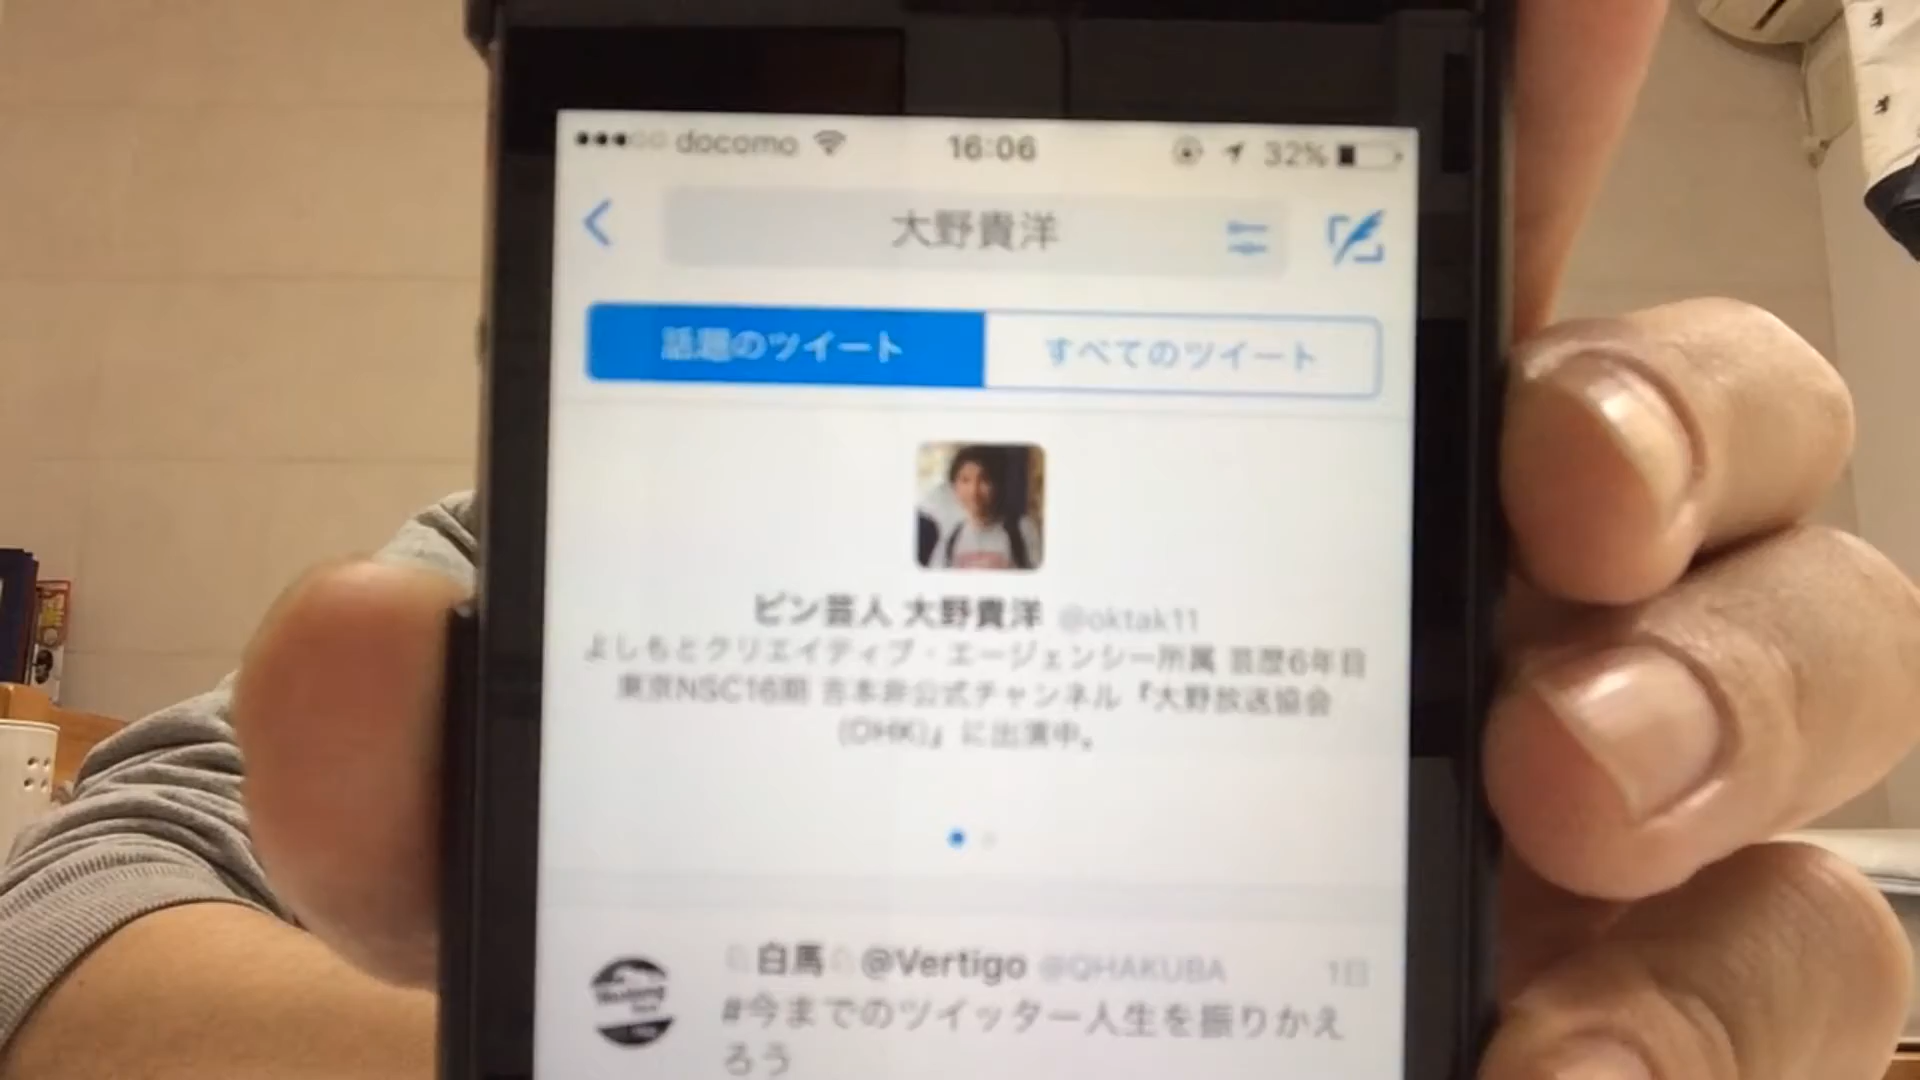 docomo 16:06 32%
大野貴洋
話題のツイート すべてのツイート
ピン芸人 大野貴洋 @oktak11
よしもとクリエイティブ・エージェンシー所属 芸歴6年目
東京NSC16期 吉本非公式チャンネル『大野放送協会
(OHK)』に出演中。
白馬 @Vertigo @QHAKUBA 1日
#今までのツイッター人生を振りかえ
ろう